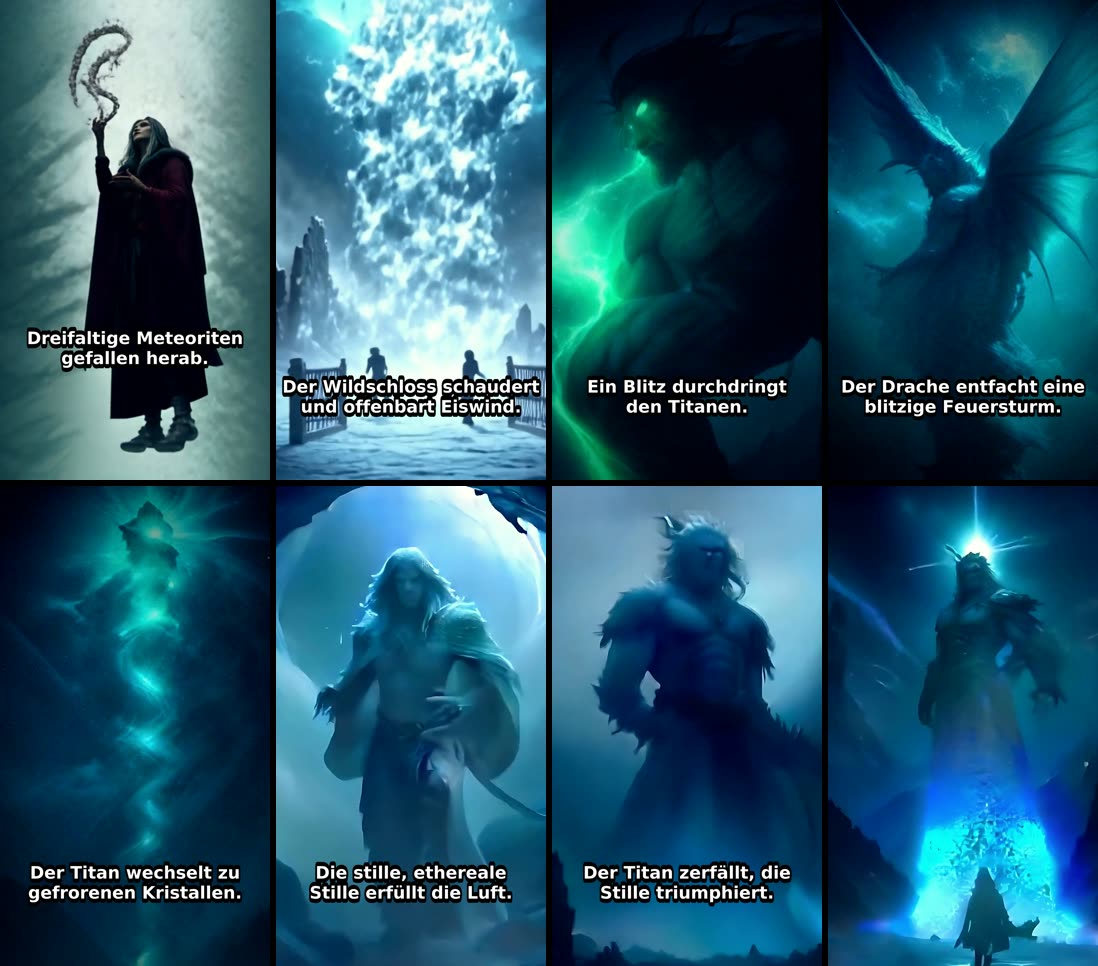 Dreifaltige Meteoriten
gefallen herab.
Der Wildschloss schaudert
und offenbart Eiswind.
Ein Blitz durchdringt
den Titanen.
Der Drache entfacht eine
blitzige Feuersturm.
Der Titan wechselt zu
gefrorenen Kristallen.
Die stille, ethereale
Stille erfüllt die Luft.
Der Titan zerfällt, die
Stille triumphiert.